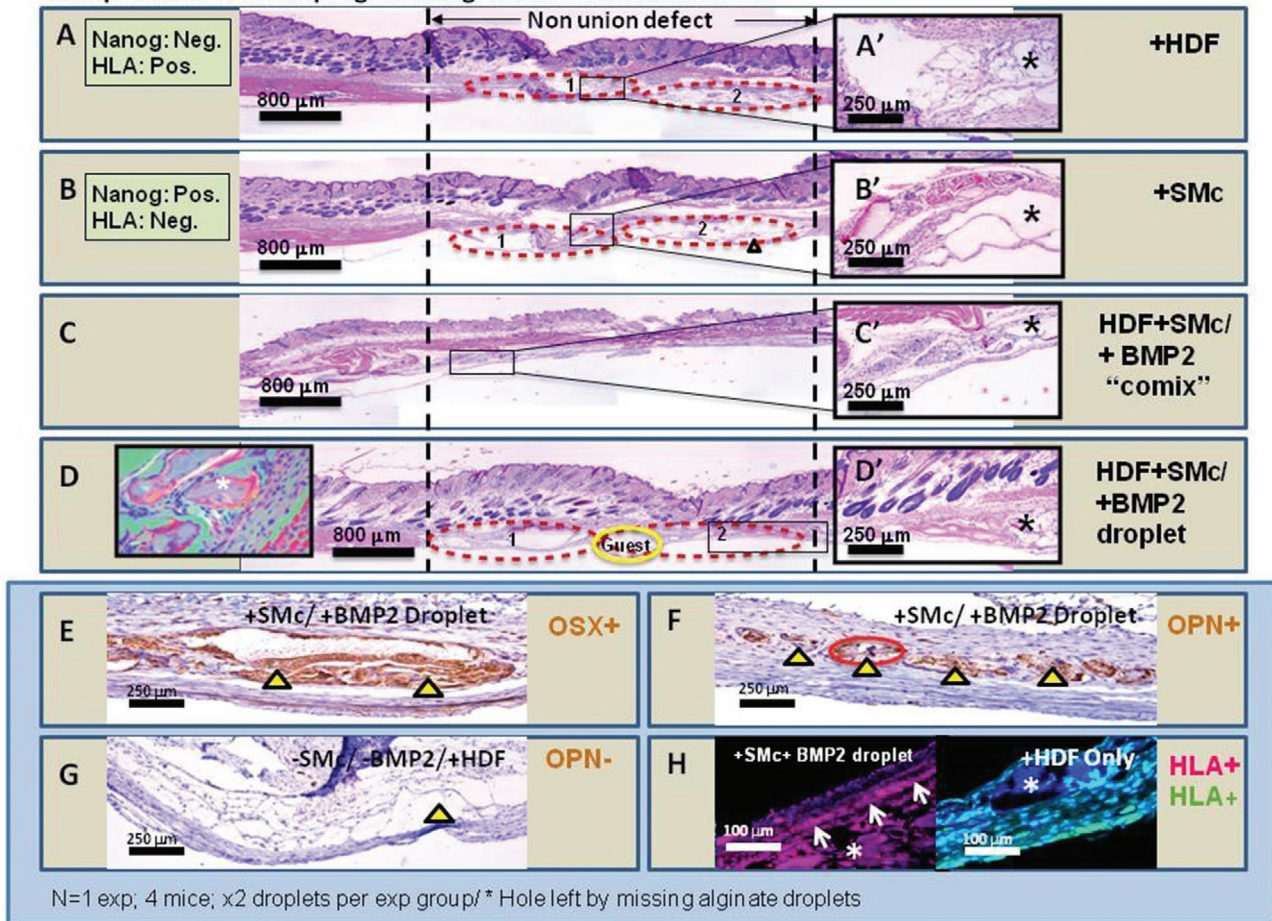 Non union defect
A
Nanog: Neg.
HLA: Pos.
800 µm
1
2
A'
*
250 µm
+HDF
B
Nanog: Pos.
HLA: Neg.
800 µm
1
2
B'
*
250 µm
+SMc
C
800 µm
C'
*
250 µm
HDF+SMc/
+ BMP2
"comix"
D
*
800 µm
1
Guest
2
D'
*
250 µm
HDF+SMc/
+BMP2
droplet
E
+SMc/ +BMP2 Droplet
OSX+
250 µm
F
+SMc/ +BMP2 Droplet
OPN+
250 µm
G
-SMc/ -BMP2/+HDF
OPN-
250 µm
H
+SMc+ BMP2 droplet
*
100 µm
+HDF Only
*
100 µm
HLA+
HLA+
N=1 exp; 4 mice; x2 droplets per exp group/ * Hole left by missing alginate droplets